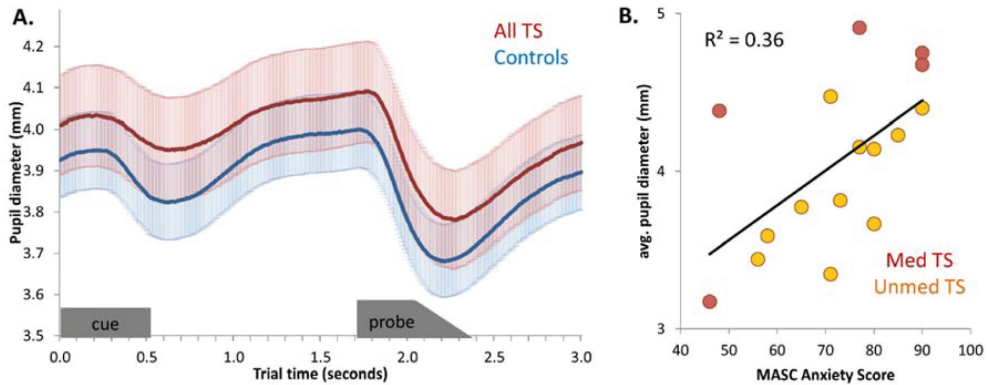 A.
All TS
Controls
Pupil diameter (mm)
4.2
4.1
4.0
3.9
3.8
3.7
3.6
3.5
cue
probe
0.0 0.5 1.0 1.5 2.0 2.5 3.0
Trial time (seconds)
B.
R² = 0.36
avg. pupil diameter (mm)
5
4
3
Med TS
Unmed TS
40 50 60 70 80 90 100
MASC Anxiety Score